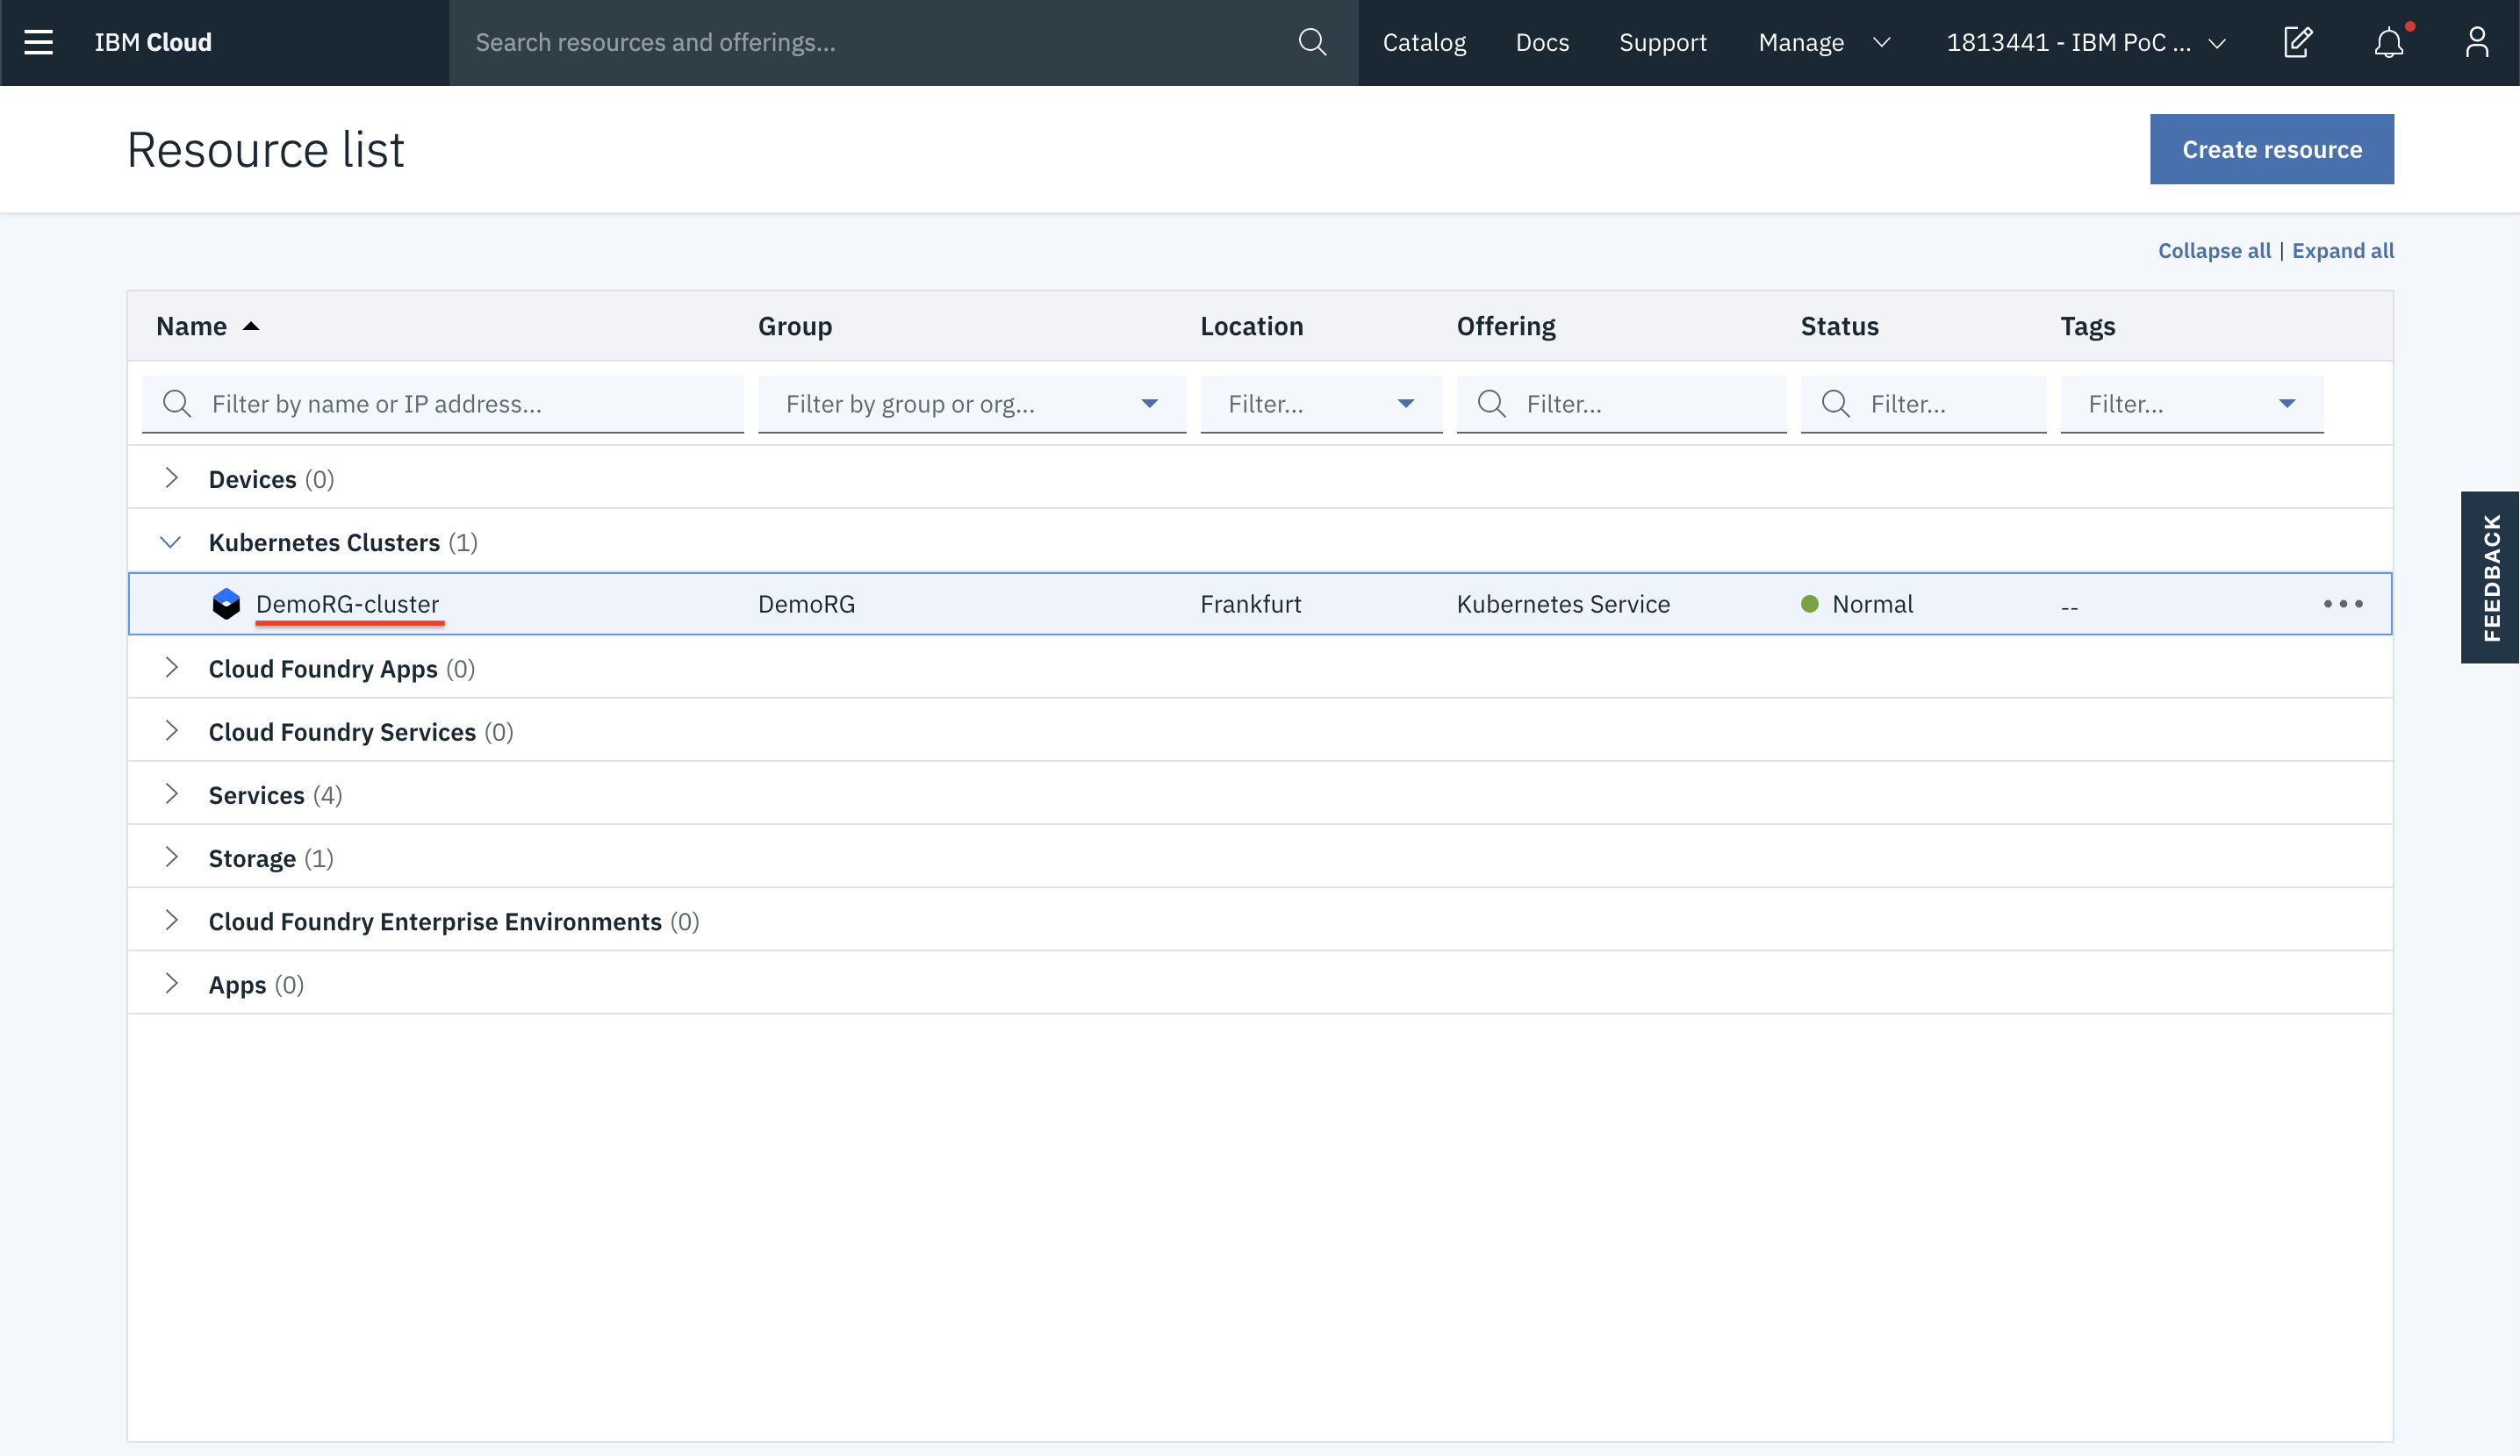 IBM Cloud
Search resources and offerings...
Catalog
Docs
Support
Manage
1813441 - IBM PoC ...
Resource list
Create resource
Collapse all | Expand all
Name Group Location Offering Status Tags
Filter by name or IP address... Filter by group or org... Filter... Filter... Filter... Filter...
Devices (0)
Kubernetes Clusters (1)
DemoRG-cluster DemoRG Frankfurt Kubernetes Service Normal --
Cloud Foundry Apps (0)
Cloud Foundry Services (0)
Services (4)
Storage (1)
Cloud Foundry Enterprise Environments (0)
Apps (0)
FEEDBACK